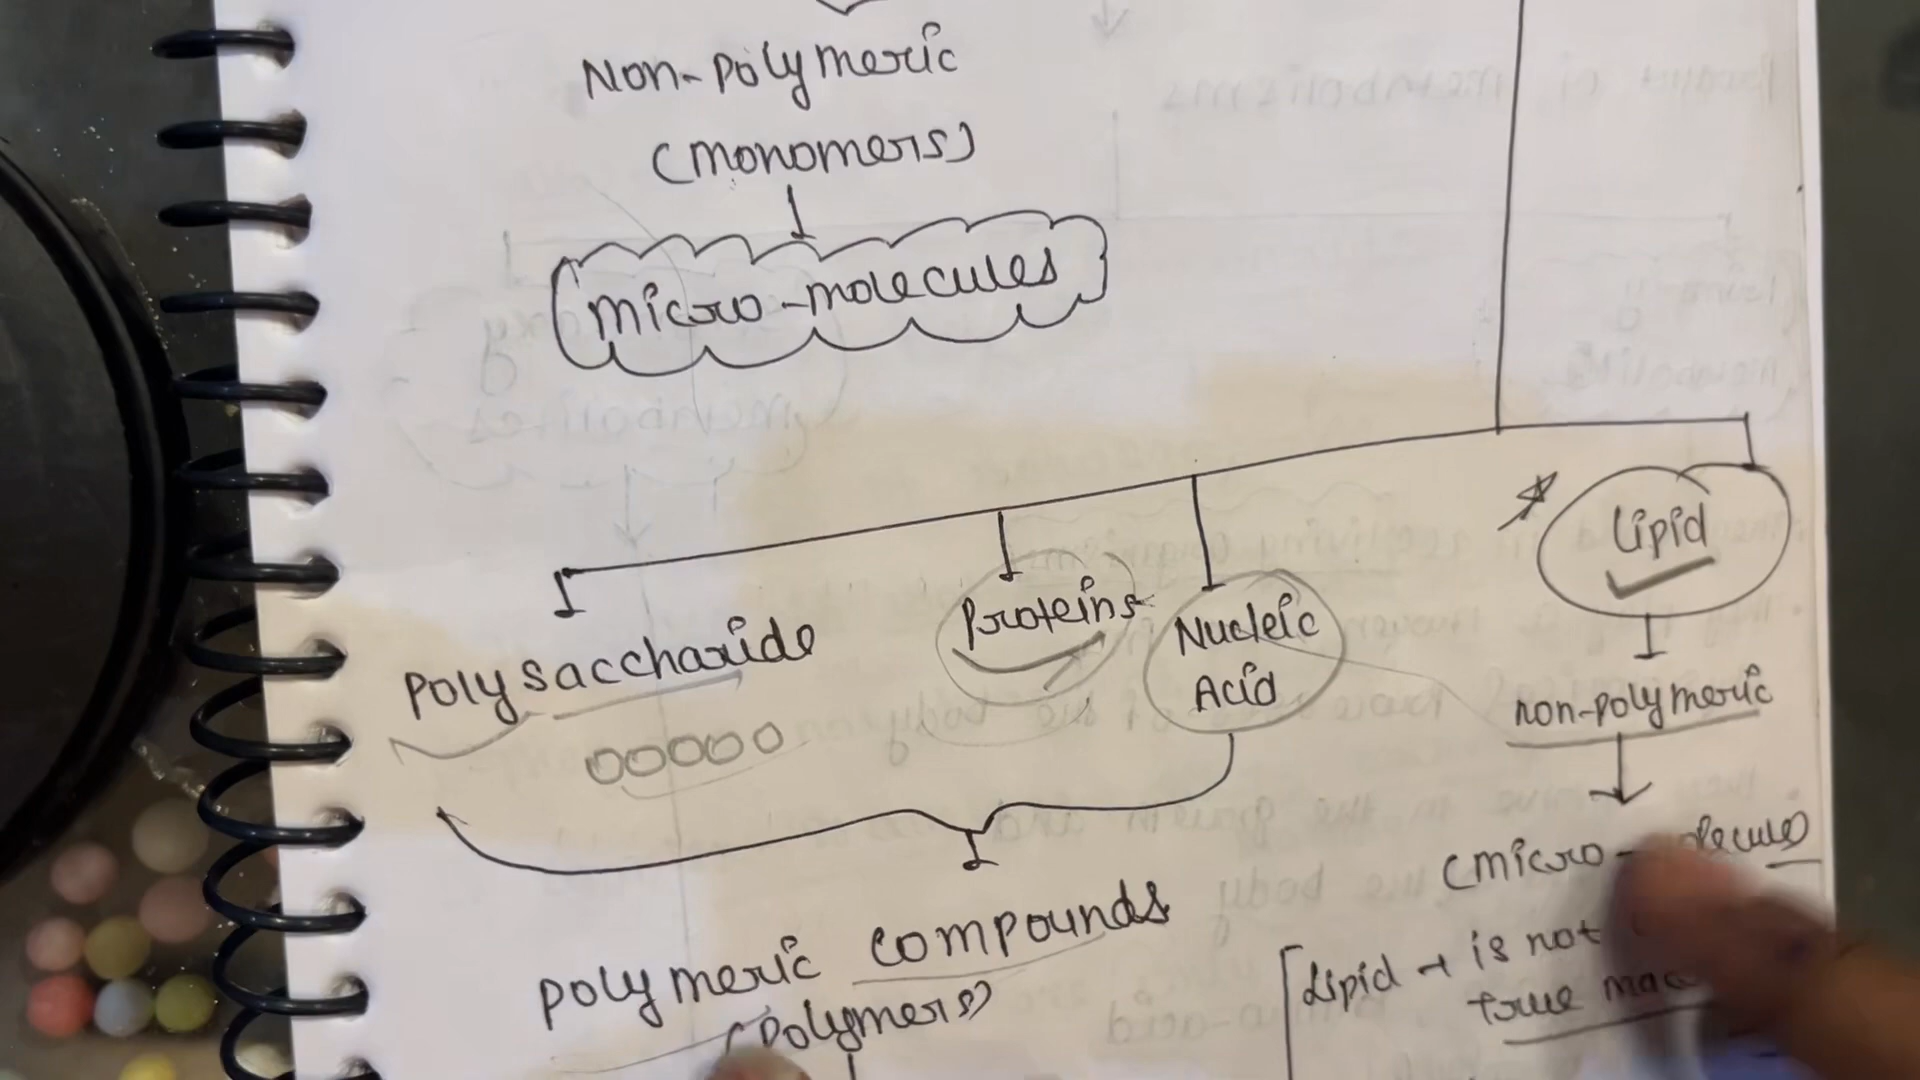 Non-polymeric
(monomers)
micro-molecules
Polysaccharide
Proteins
Nucleic
Acid
Lipid
non-polymeric
(micro-
polymeric compounds
(polymers)
Lipid → is not
true